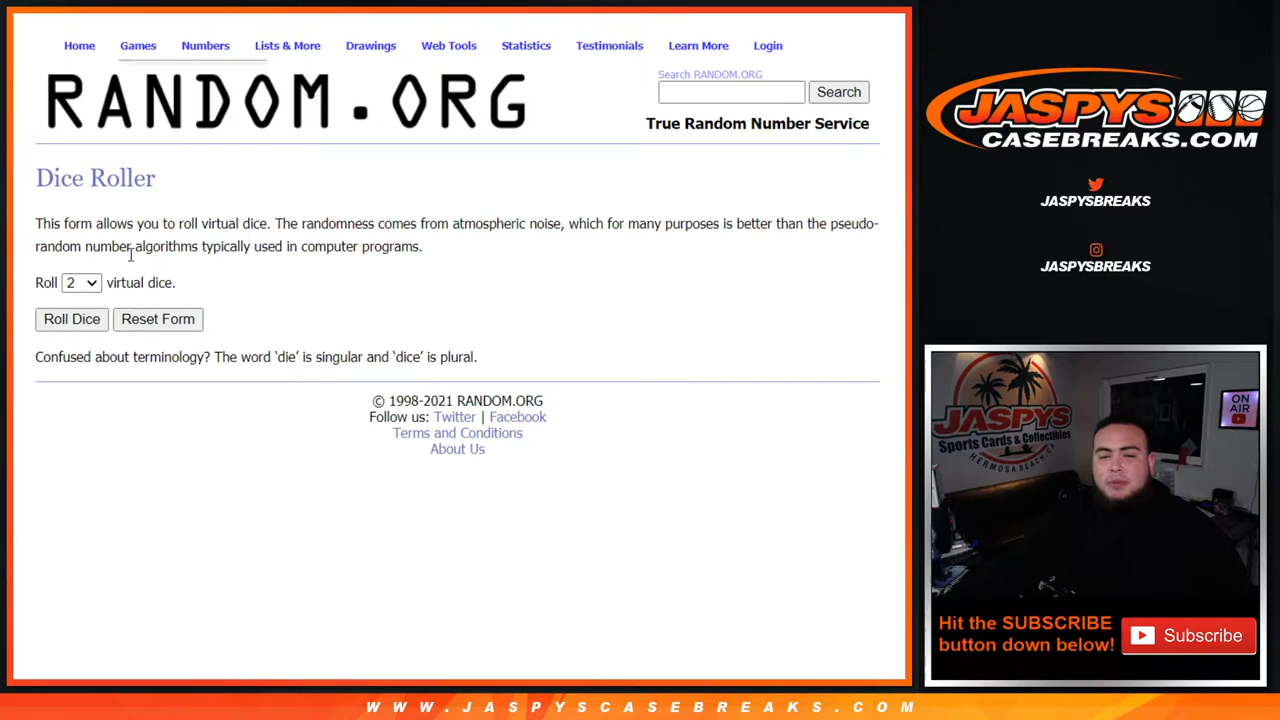 Home Games Numbers Lists & More Drawings Web Tools Statistics Testimonials Learn More Login
RANDOM.ORG
Search RANDOM.ORG
Search
True Random Number Service
Dice Roller
This form allows you to roll virtual dice. The randomness comes from atmospheric noise, which for many purposes is better than the pseudo-
random number algorithms typically used in computer programs.
Roll 2 virtual dice.
Roll Dice Reset Form
Confused about terminology? The word ‘die’ is singular and ‘dice’ is plural.
© 1998-2021 RANDOM.ORG
Follow us: Twitter | Facebook
Terms and Conditions
About Us
JASPYS
CASEBREAKS.COM
JASPYSBREAKS
JASPYSBREAKS
JASPYS
Sports Cards & Collectibles
HERMOSA BEACH, CA
ON
AIR
Hit the SUBSCRIBE
button down below!
Subscribe
WWW.JASPYSCASEBREAKS.COM